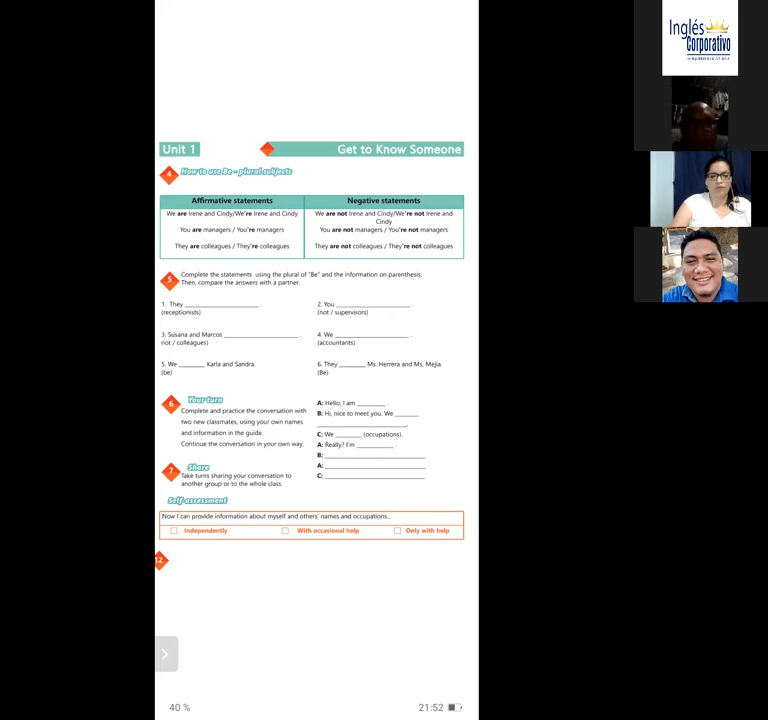 Unit 1
Get to Know Someone
4
How to use Be - plural subjects
Affirmative statements
Negative statements
We are Irene and Cindy/We're Irene and Cindy
We are not Irene and Cindy/We're not Irene and
Cindy
You are managers / You're managers
You are not managers / You're not managers
They are colleagues / They're colleagues
They are not colleagues / They're not colleagues
5
Complete the statements using the plural of "Be" and the information on parenthesis.
Then, compare the answers with a partner.
1. They ____________________ .
(receptionists)
2. You ____________________ .
(not / supervisors)
3. Susana and Marcos ____________________ .
not / colleagues)
4. We ____________________ .
(accountants)
5. We _______ Karla and Sandra.
(be)
6. They _______ Ms. Herrera and Ms. Mejia.
(Be)
6
Your turn
Complete and practice the conversation with
two new classmates, using your own names
and information in the guide.
Continue the conversation in your own way.
A: Hello, I am ________ .
B: Hi, nice to meet you. We _______
________________________.
C: We _______ (occupations).
A: Really? I'm __________ .
B: ___________________________
A: ___________________________
C: ___________________________
7
Share
Take turns sharing your conversation to
another group or to the whole class.
Self-assessment
Now I can provide information about myself and others' names and occupations...
Independently
With occasional help
Only with help
12
40 %
21:52
Inglés
Corporativo